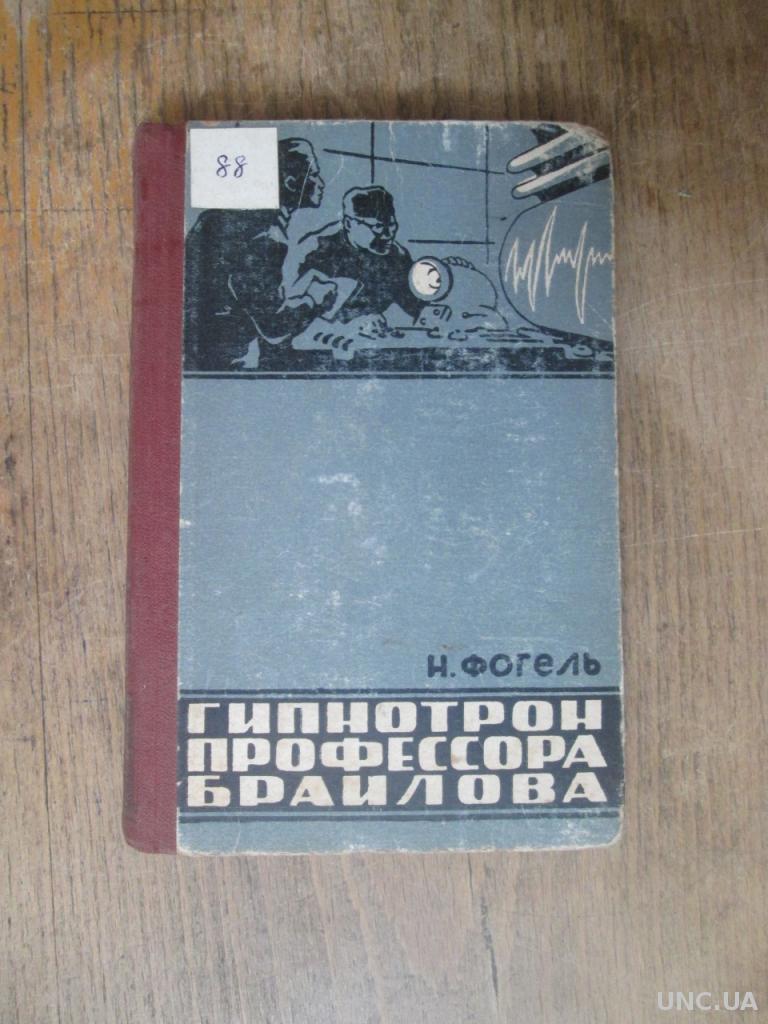 88
Н. ФОГЕЛЬ
ГИПНОТРОН
ПРОФЕССОРА
БРАИЛОВА
UNC.UA